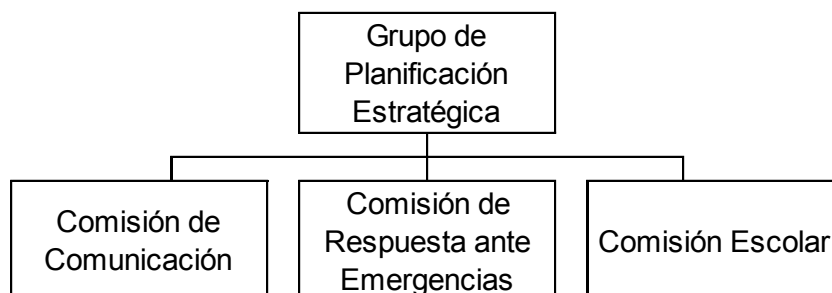 Grupo de
Planificación
Estratégica
Comisión de
Comunicación
Comisión de
Respuesta ante
Emergencias
Comisión Escolar